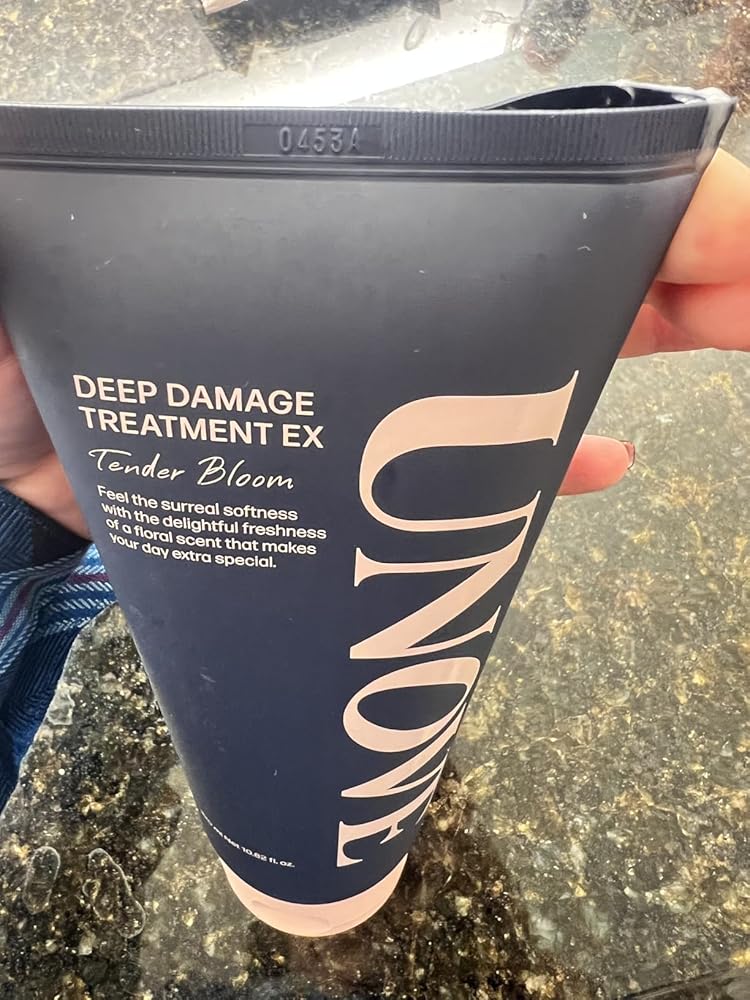 0453A
DEEP DAMAGE
TREATMENT EX
Tender Bloom
Feel the surreal softness
with the delightful freshness
of a floral scent that makes
your day extra special.
UNOVE
Net 10.62 fl. oz.